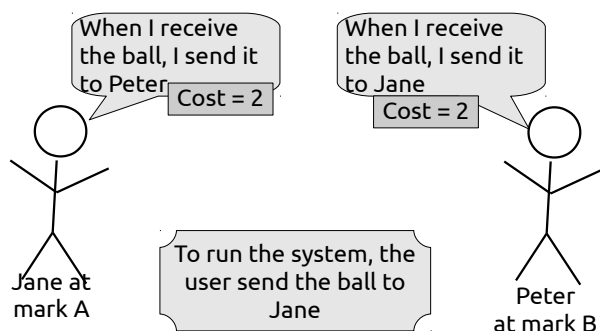 When I receive
the ball, I send it
to Peter
Cost = 2
When I receive
the ball, I send it
to Jane
Cost = 2
To run the system, the
user send the ball to
Jane
Jane at
mark A
Peter
at mark B